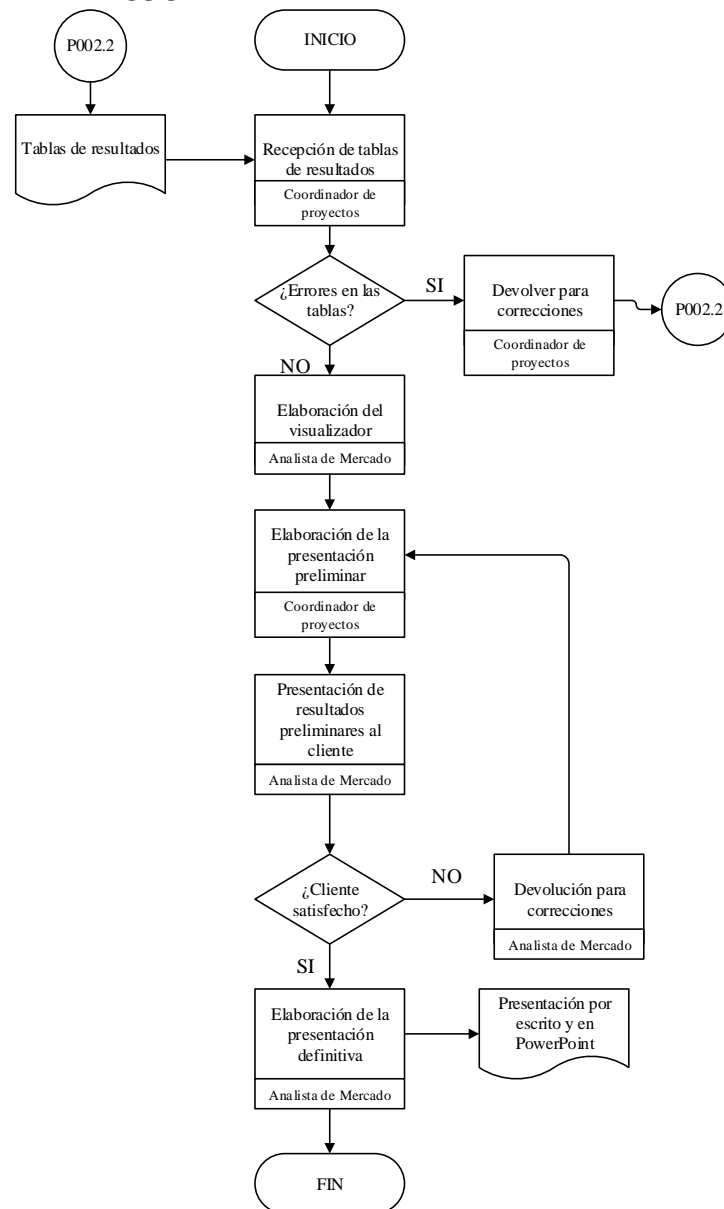 P002.2
INICIO
Tablas de resultados
Recepción de tablas
de resultados
Coordinador de
proyectos
¿Errores en las
tablas?
SI
Devolver para
correcciones
Coordinador de
proyectos
P002.2
NO
Elaboración del
visualizador
Analista de Mercado
Elaboración de la
presentación
preliminar
Coordinador de
proyectos
Presentación de
resultados
preliminares al
cliente
Analista de Mercado
¿Cliente
satisfecho?
NO
Devolución para
correcciones
Analista de Mercado
SI
Elaboración de la
presentación
definitiva
Analista de Mercado
Presentación por
escrito y en
PowerPoint
FIN